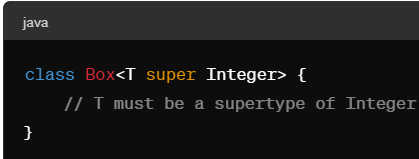 java
class Box<T super Integer> {
// T must be a supertype of Integer
}